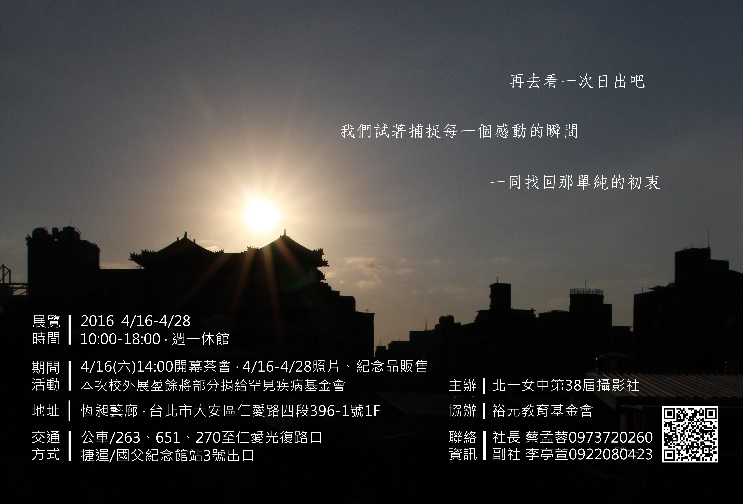 再去看一次日出吧
我們試著捕捉每一個感動的瞬間
一同找回那單純的初衷
展覽時間 2016 4/16-4/28
10:00-18:00 · 週一休館
期間活動 4/16(六)14:00開幕茶會 · 4/16-4/28照片、紀念品販售
本次校外展盈餘將部分捐給罕見疾病基金會
地址 恆昶藝廊 · 台北市大安區仁愛路四段396-1號1F
交通方式 公車/263、651、270至仁愛光復路口
捷運/國父紀念館站3號出口
主辦 北一女中第38屆攝影社
協辦 裕元教育基金會
聯絡資訊 社長 蔡孟蓉0973720260
副社 李亭萱0922080423